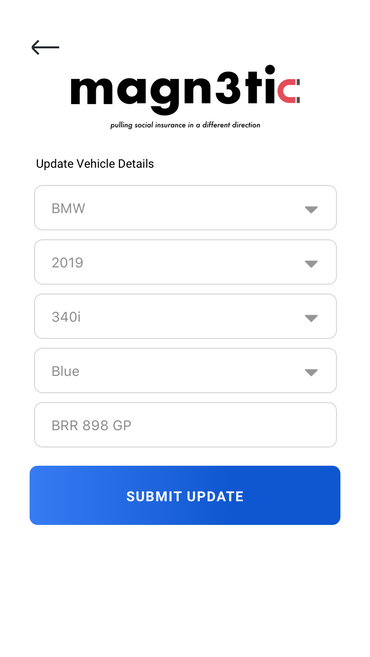 magn3tic
pulling social insurance in a different direction
Update Vehicle Details
BMW
2019
340i
Blue
BRR 898 GP
SUBMIT UPDATE